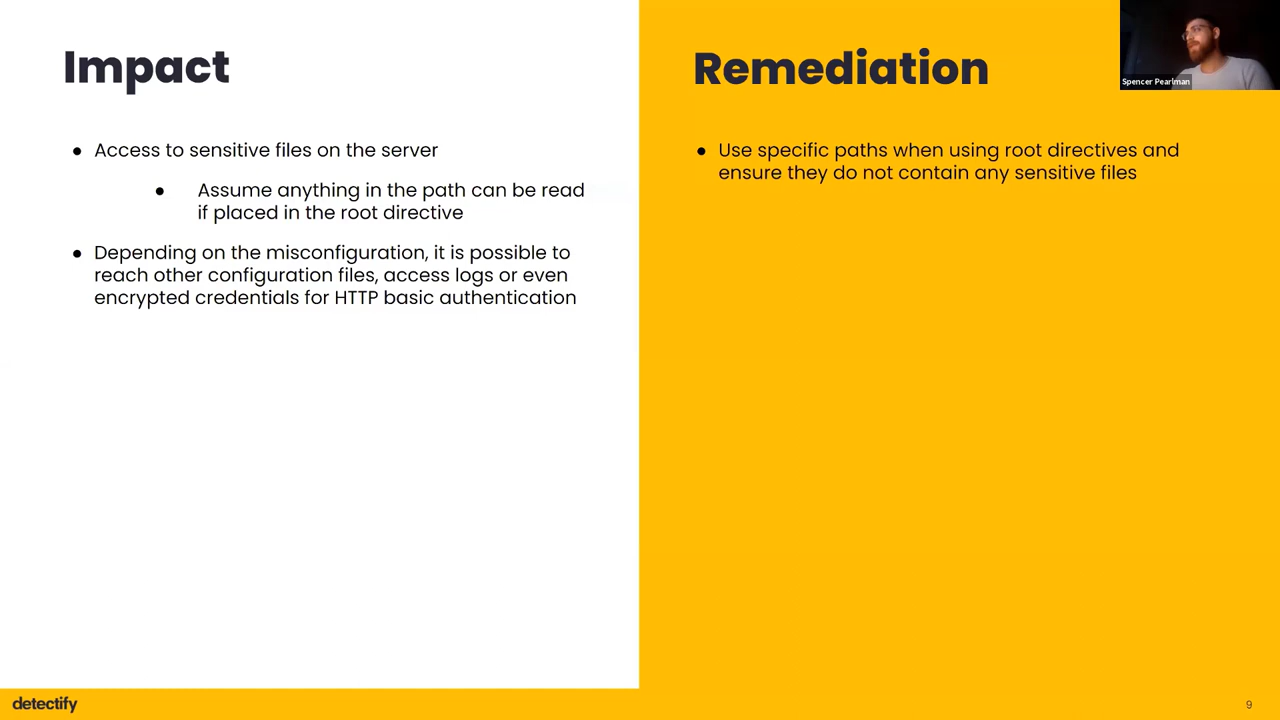 Impact
● Access to sensitive files on the server
● Assume anything in the path can be read
if placed in the root directive
● Depending on the misconfiguration, it is possible to
reach other configuration files, access logs or even
encrypted credentials for HTTP basic authentication
Remediation
● Use specific paths when using root directives and
ensure they do not contain any sensitive files
Spencer Pearlman
detectify
9